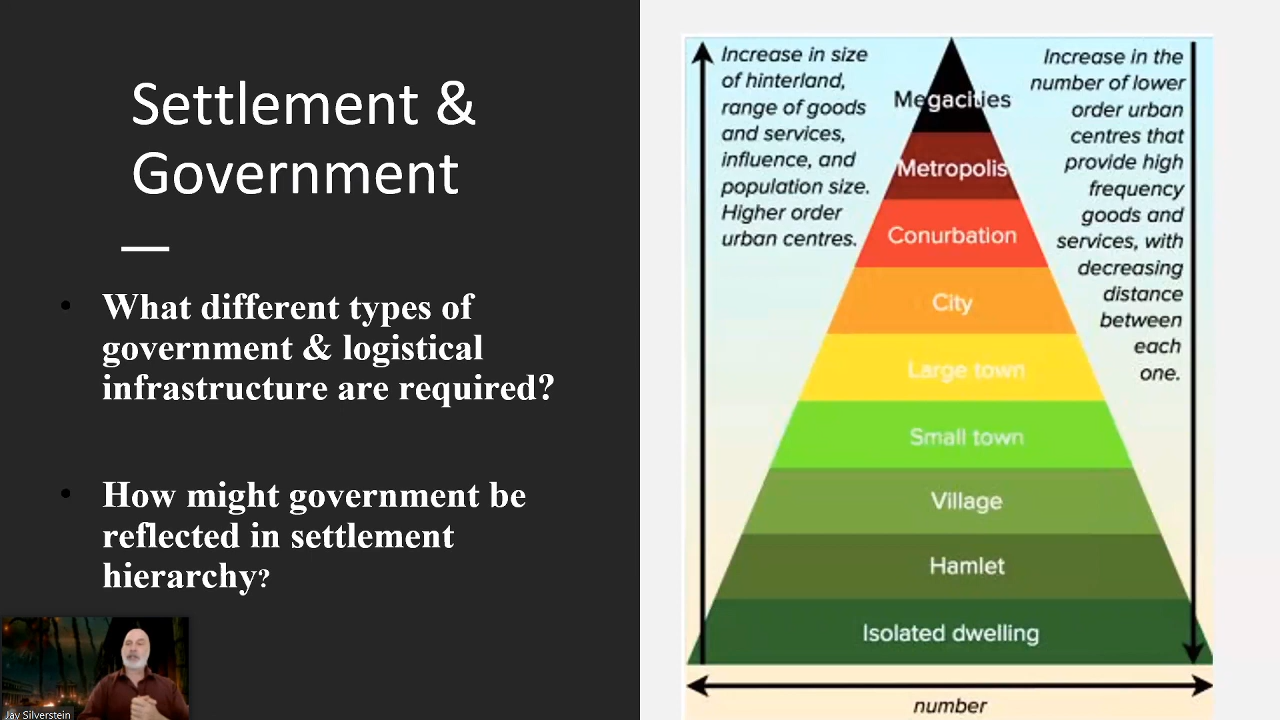 Settlement &
Government
What different types of
government & logistical
infrastructure are required?
How might government be
reflected in settlement
hierarchy?
Jay Silverstein
Increase in size
of hinterland,
range of goods
and services,
influence, and
population size.
Higher order
urban centres.
Increase in the
number of lower
order urban
centres that
provide high
frequency
goods and
services, with
decreasing
distance
between
each
one.
Megacities
Metropolis
Conurbation
City
Large town
Small town
Village
Hamlet
Isolated dwelling
number